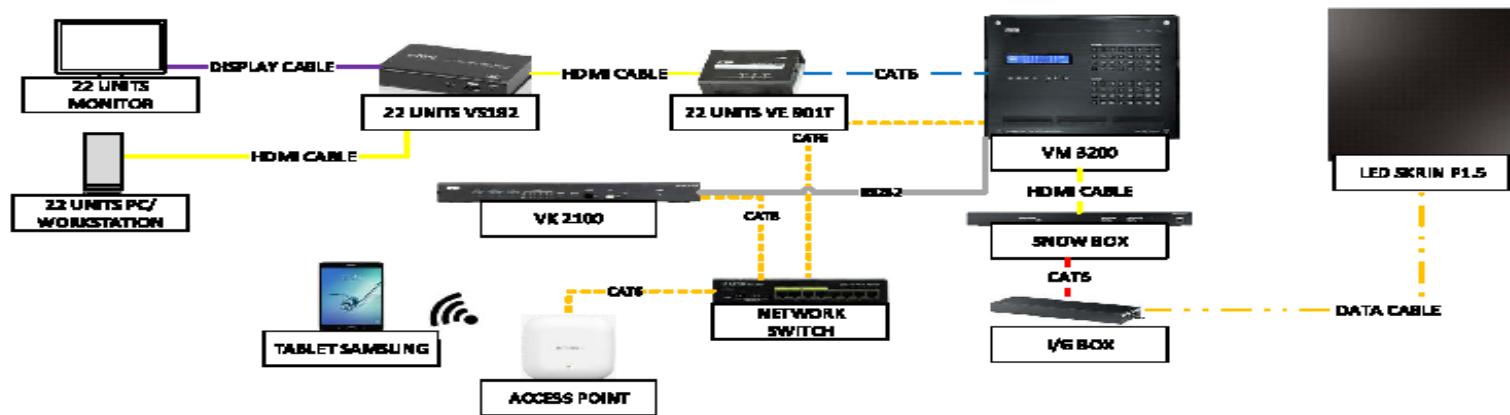 DISPLAY CABLE
22 UNITS
MONITOR
HDMI CABLE
22 UNITS VS182
HDMI CABLE
22 UNITS VE 801T
CAT6
VM 3200
LED SKRIN P1.5
22 UNITS PC/
WORKSTATION
CAT6
RS232
VK 2100
CAT6
HDMI CABLE
SNOW BOX
CAT6
I/G BOX
DATA CABLE
TABLET SAMSUNG
CAT6
NETWORK
SWITCH
ACCESS POINT